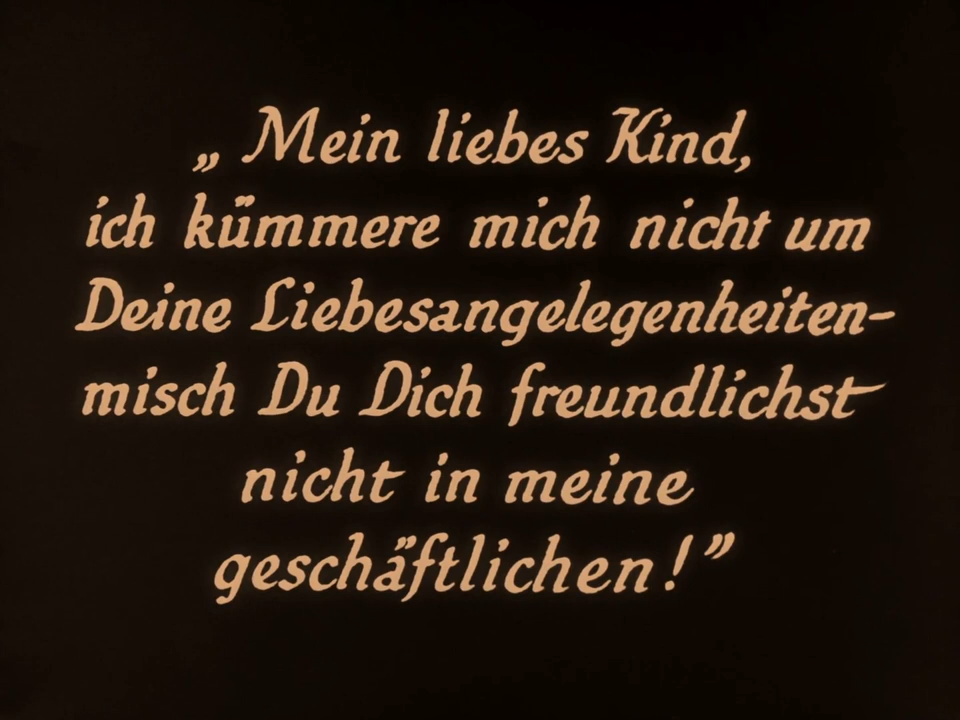 „Mein liebes Kind,
ich kümmere mich nicht um
Deine Liebesangelegenheiten-
misch Du Dich freundlichst
nicht in meine
geschäftlichen!”